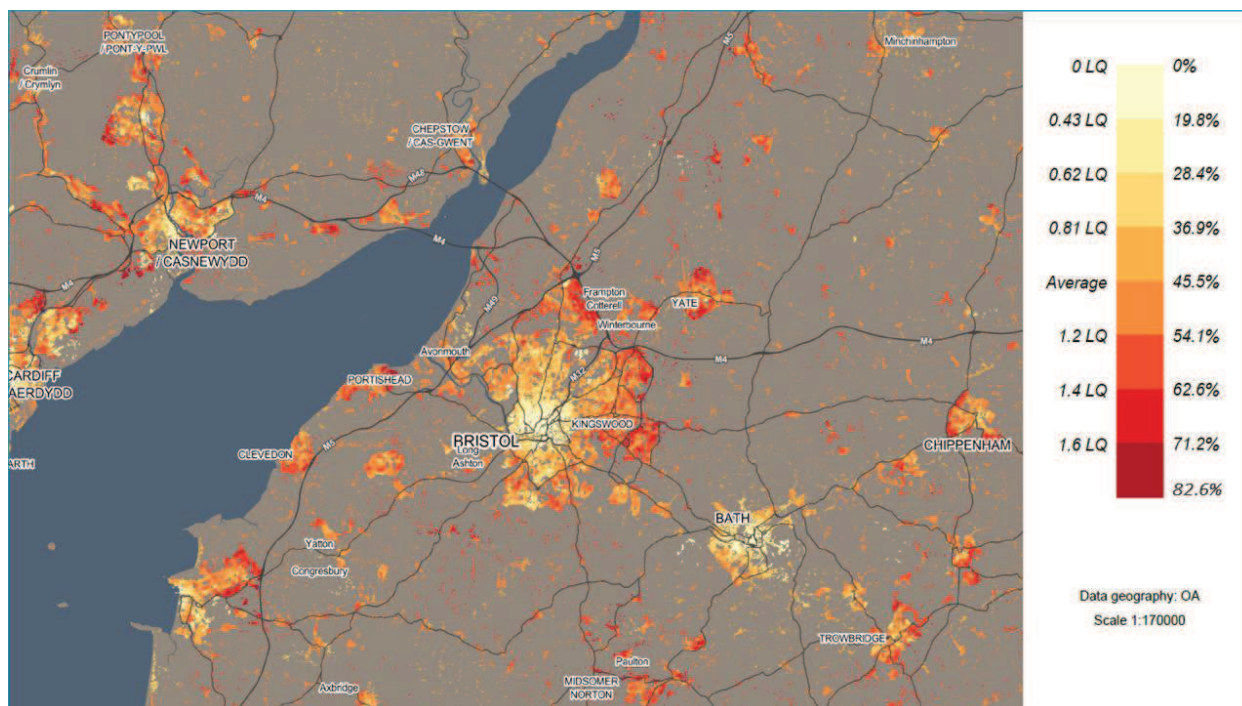 PONTYPOOL
/ PONT-Y-PWL
Crumlin
/ Crymlyn
Minchinhampton
M5
CHEPSTOW
/ CAS-GWENT
M48
M4
M4
NEWPORT
/ CASNEWYDD
M4
M5
M49
Frampton
Cotterell
YATE
Winterbourne
M4
M4
Avonmouth
CARDIFF
AERDYDD
PORTISHEAD
M32
KINGSWOOD
BRISTOL
M5
Long
Ashton
CLEVEDON
CHIPPENHAM
ARTH
BATH
Yatton
Congresbury
TROWBRIDGE
Paulton
MIDSOMER
NORTON
Axbridge
0 LQ 0%
0.43 LQ 19.8%
0.62 LQ 28.4%
0.81 LQ 36.9%
Average 45.5%
1.2 LQ 54.1%
1.4 LQ 62.6%
1.6 LQ 71.2%
82.6%
Data geography: OA
Scale 1:170000